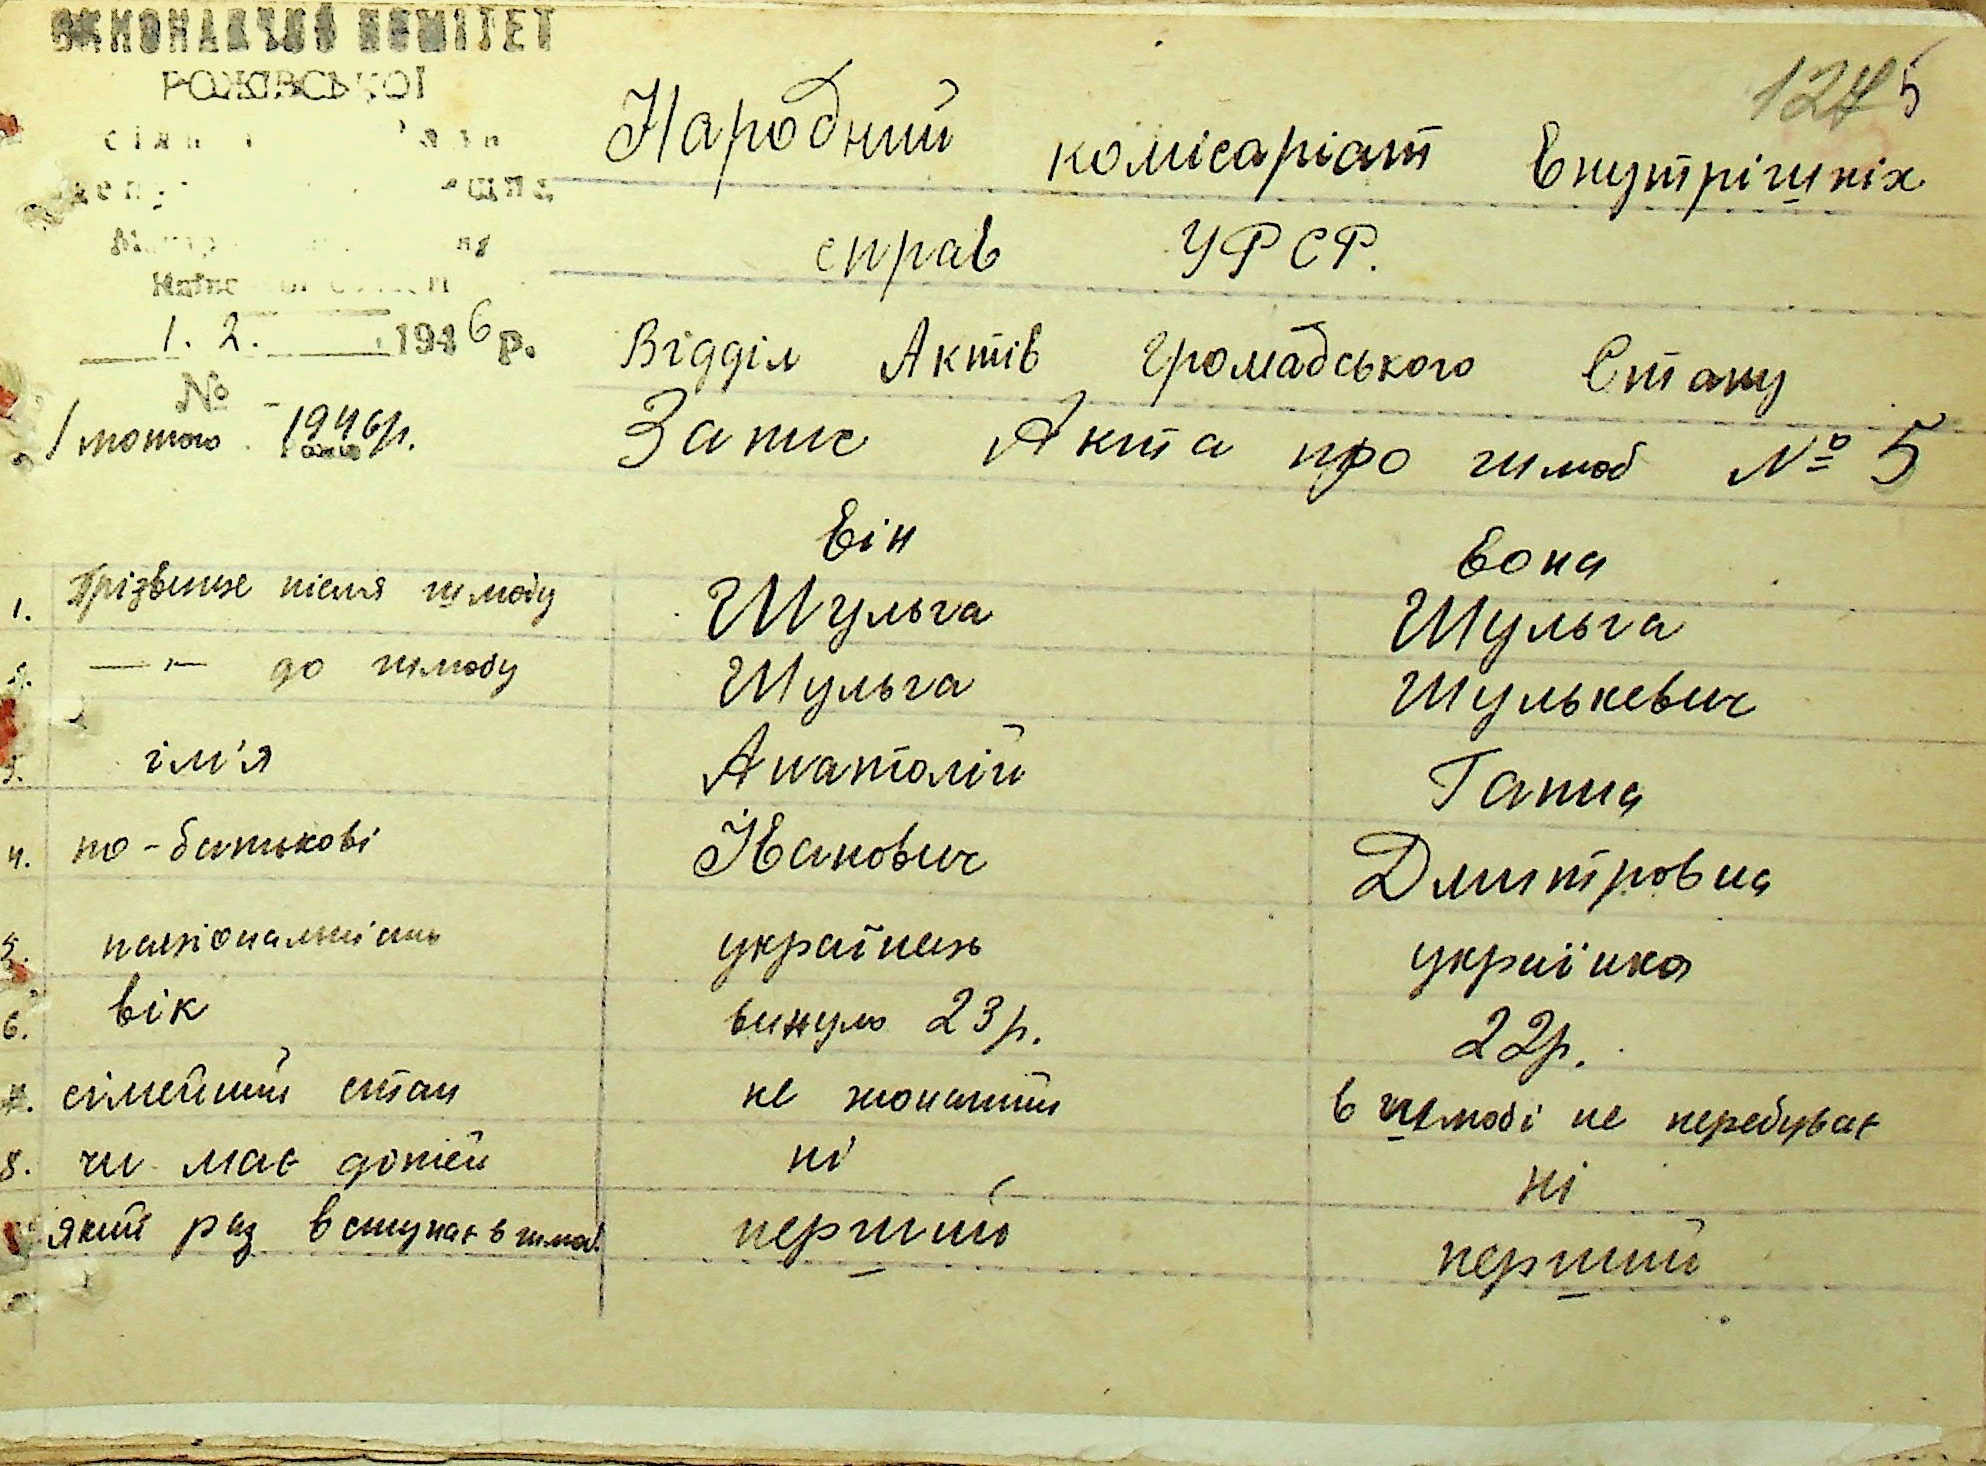 ВИКОНАВЧИЙ КОМІТЕТ
РОЖІВСЬКОЇ
1. 2. 1946 р.
№
1 лютого 1946 р.
1245
Народний комісаріат Внутрішніх
справ УРСР.
Відділ Актів Громадського Стану
Запис Акта про шлюб № 5
Він Вона
1. Прізвище після шлюбу Шульга Шульга
2. —"— до шлюбу Шульга Шулькевич
3. ім'я Анатолій Ганна
4. по-батькові Іванович Дмитровна
5. національність українець українка
6. вік минуло 23 р. 22 р.
7. сімейний стан не жонатий в шлюбі не перебуває
8. чи має дітей ні ні
який раз вступає в шлюб перший перший